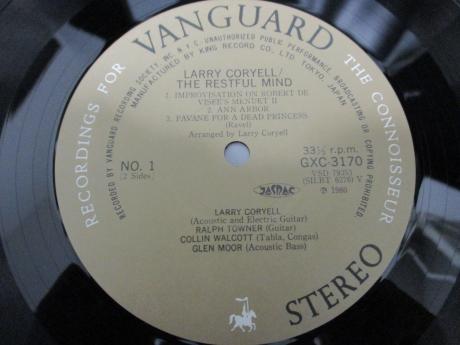 RECORDINGS FOR VANGUARD THE CONNOISSEUR
RECORDED BY VANGUARD RECORDING SOCIETY, INC. N.Y.C. UNAUTHORIZED PUBLIC PERFORMANCE, BROADCASTING OR COPYING PROHIBITED
MANUFACTURED BY KING RECORD CO., LTD. TOKYO, JAPAN
LARRY CORYELL/
THE RESTFUL MIND
1. IMPROVISATION ON ROBERT DE
VISEE'S MENUET II
2. ANN ARBOR
3. PAVANE FOR A DEAD PRINCESS
(Ravel)
Arranged by Larry Coryell
NO. 1
(2 Sides)
33⅓ r.p.m.
GXC-3170
VSD 79353
(SILBT 6276) V
JASRAC
℗ 1980
LARRY CORYELL
(Acoustic and Electric Guitar)
RALPH TOWNER (Guitar)
COLLIN WALCOTT (Tabla, Congas)
GLEN MOOR (Acoustic Bass)
STEREO